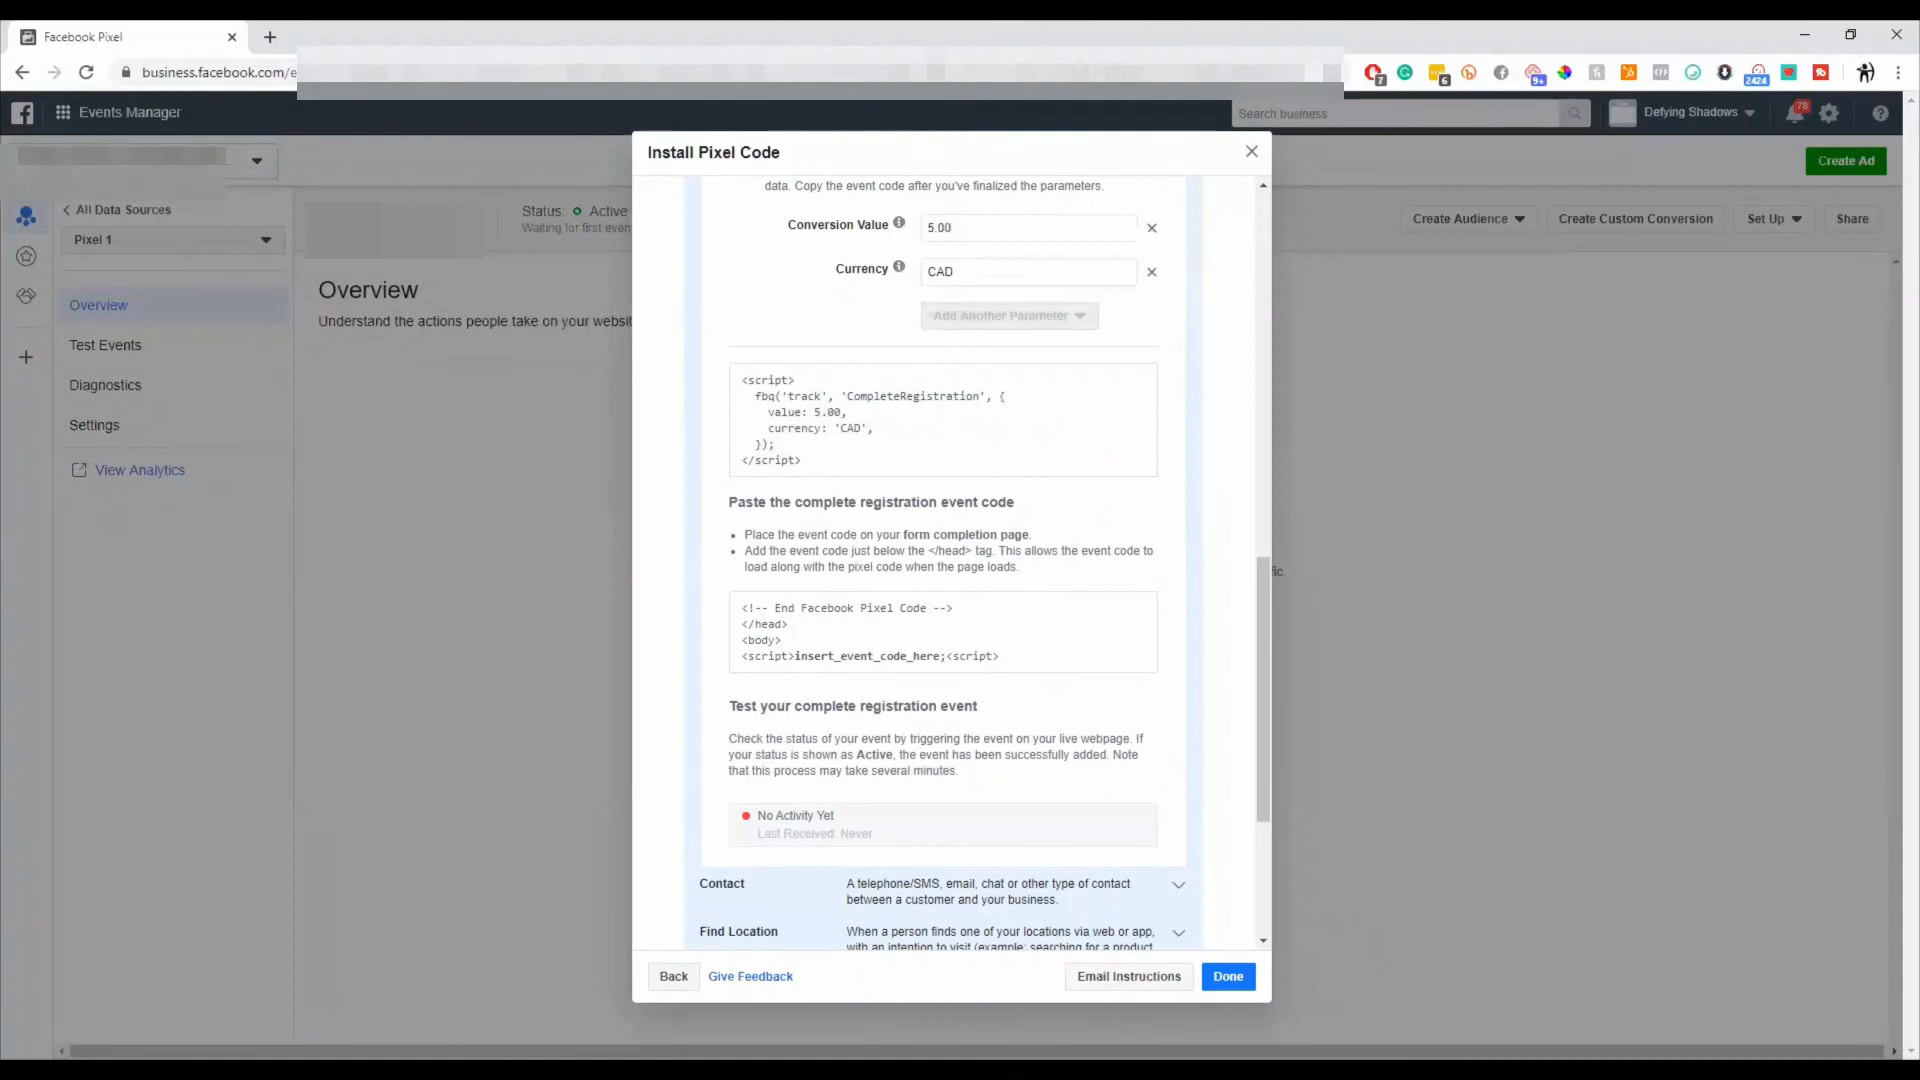 Facebook Pixel
business.facebook.com/e
7
6
9+
2424
Events Manager
Search business
Defying Shadows
78
Install Pixel Code
Create Ad
data. Copy the event code after you've finalized the parameters.
All Data Sources
Status: Active
Waiting for first even
Create Audience
Create Custom Conversion
Set Up
Share
Pixel 1
Conversion Value
5.00
Currency
CAD
Add Another Parameter
Overview
Understand the actions people take on your websit
Overview
Test Events
Diagnostics
Settings
View Analytics
<script>
fbq('track', 'CompleteRegistration', {
value: 5.00,
currency: 'CAD',
});
</script>
Paste the complete registration event code
Place the event code on your form completion page.
Add the event code just below the </head> tag. This allows the event code to
load along with the pixel code when the page loads.
fic.
<!-- End Facebook Pixel Code -->
</head>
<body>
<script>insert_event_code_here;<script>
Test your complete registration event
Check the status of your event by triggering the event on your live webpage. If
your status is shown as Active, the event has been successfully added. Note
that this process may take several minutes.
No Activity Yet
Last Received: Never
Contact
A telephone/SMS, email, chat or other type of contact
between a customer and your business.
Find Location
When a person finds one of your locations via web or app,
with an intention to visit (example: searching for a product
Back
Give Feedback
Email Instructions
Done